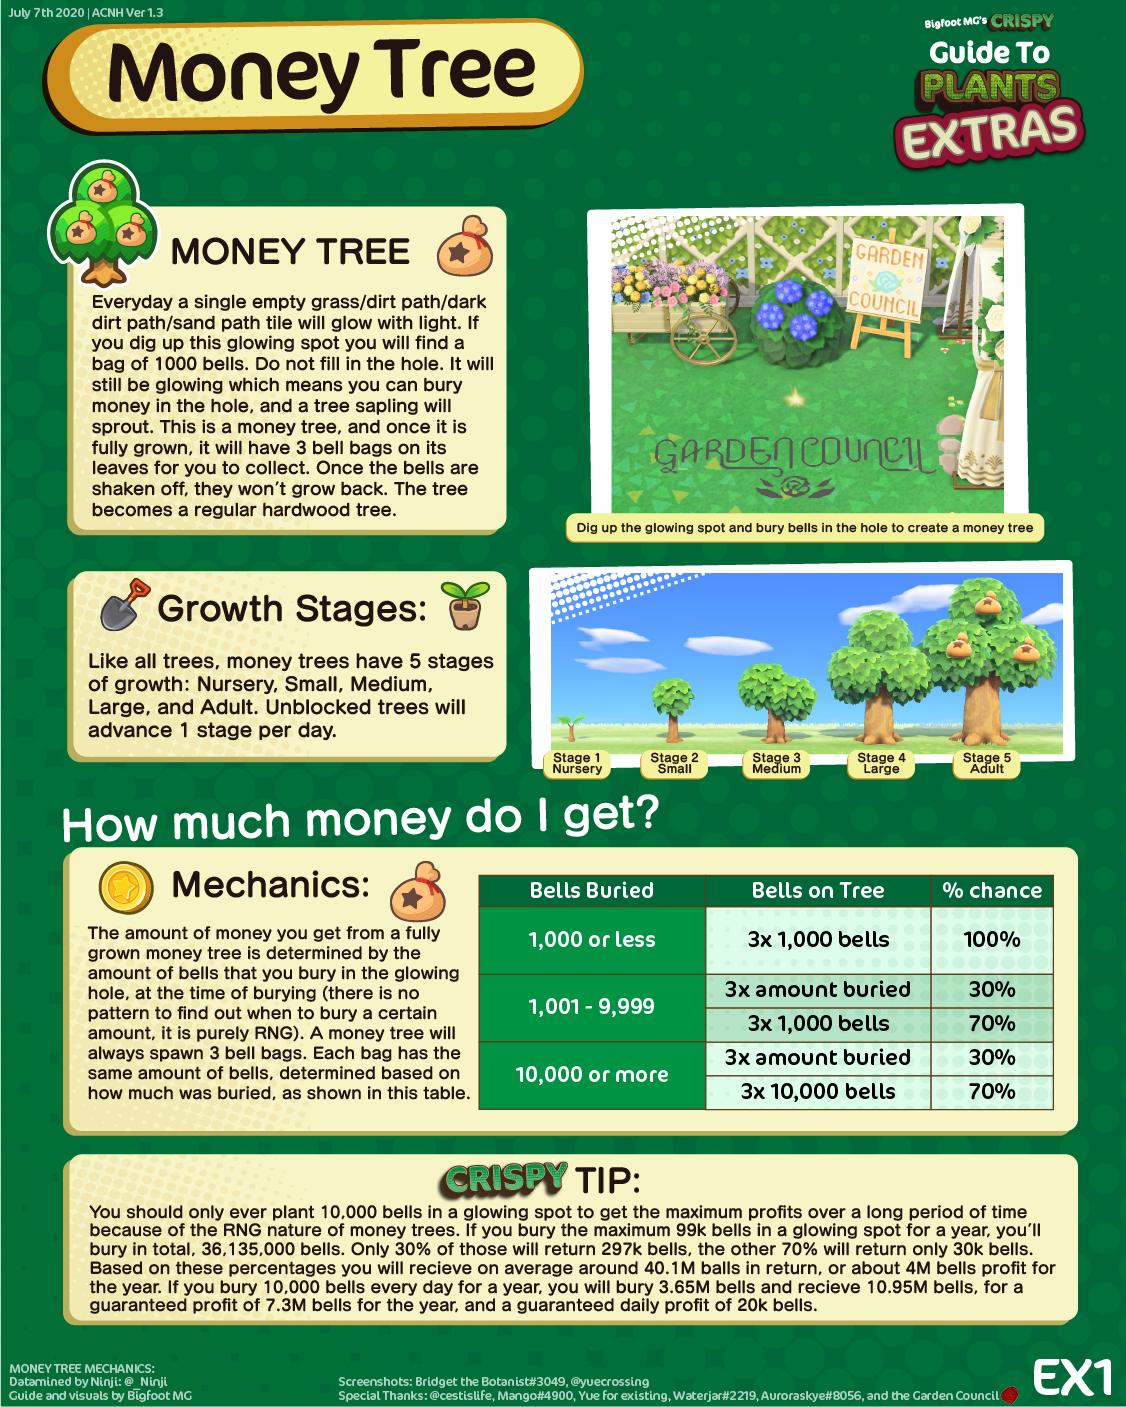 July 7th 2020 | ACNH Ver 1.3
Money Tree
Bigfoot MG's CRISPY
Guide To
PLANTS
EXTRAS
MONEY TREE
Everyday a single empty grass/dirt path/dark
dirt path/sand path tile will glow with light. If
you dig up this glowing spot you will find a
bag of 1000 bells. Do not fill in the hole. It will
still be glowing which means you can bury
money in the hole, and a tree sapling will
sprout. This is a money tree, and once it is
fully grown, it will have 3 bell bags on its
leaves for you to collect. Once the bells are
shaken off, they won't grow back. The tree
becomes a regular hardwood tree.
GARDEN
COUNCIL
GARDEN COUNCIL
Dig up the glowing spot and bury bells in the hole to create a money tree
Growth Stages:
Like all trees, money trees have 5 stages
of growth: Nursery, Small, Medium,
Large, and Adult. Unblocked trees will
advance 1 stage per day.
Stage 1
Nursery
Stage 2
Small
Stage 3
Medium
Stage 4
Large
Stage 5
Adult
How much money do I get?
Mechanics:
The amount of money you get from a fully
grown money tree is determined by the
amount of bells that you bury in the glowing
hole, at the time of burying (there is no
pattern to find out when to bury a certain
amount, it is purely RNG). A money tree will
always spawn 3 bell bags. Each bag has the
same amount of bells, determined based on
how much was buried, as shown in this table.
Bells Buried Bells on Tree % chance
1,000 or less 3x 1,000 bells 100%
1,001 - 9,999
3x amount buried 30%
3x 1,000 bells 70%
10,000 or more
3x amount buried 30%
3x 10,000 bells 70%
CRISPY TIP:
You should only ever plant 10,000 bells in a glowing spot to get the maximum profits over a long period of time
because of the RNG nature of money trees. If you bury the maximum 99k bells in a glowing spot for a year, you'll
bury in total, 36,135,000 bells. Only 30% of those will return 297k bells, the other 70% will return only 30k bells.
Based on these percentages you will recieve on average around 40.1M balls in return, or about 4M bells profit for
the year. If you bury 10,000 bells every day for a year, you will bury 3.65M bells and recieve 10.95M bells, for a
guaranteed profit of 7.3M bells for the year, and a guaranteed daily profit of 20k bells.
MONEY TREE MECHANICS:
Datamined by Ninji: @_Ninji
Guide and visuals by Bigfoot MG
Screenshots: Bridget the Botanist#3049, @yuecrossing
Special Thanks: @cestislife, Mango#4900, Yue for existing, Waterjar#2219, Auroraskye#8056, and the Garden Council
EX1